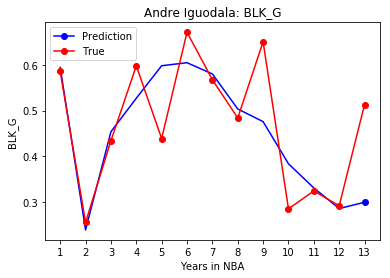 Andre Iguodala: BLK_G
Prediction
True
0.6
0.5
0.4
0.3
BLK_G
1 2 3 4 5 6 7 8 9 10 11 12 13
Years in NBA